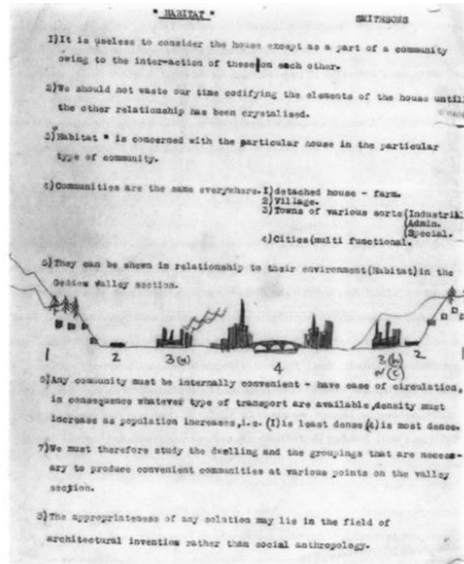 " HABITAT " SMITHSONS
1)It is useless to consider the house except as a part of a community
owing to the inter-action of these on each other.
2)We should not waste our time codifying the elements of the house until
the other relationship has been crystalised.
3)Habitat " is concerned with the particular house in the particular
type of community.
4)Communities are the same everywhere.1)detached house - farm.
2)Village.
3)Towns of various sorts(Industrial
(Admin.
(Special.
4)Cities(multi functional.
5)They can be shewn in relationship to their environment(Habitat)in the
Geddes valley section.
1 2 3(a) 4 3(b) 2 1
or (c)
6)Any community must be internally convenient - have ease of circulation,
in consequence whatever type of transport are available,density must
increase as population increases,i.e.(1)is least dense(4)is most dense.
7)We must therefore study the dwelling and the groupings that are necess-
ary to produce convenient communities at various points on the valley
section.
8)The appropriateness of any solution may lie in the field of
architectural invention rather than social anthropology.